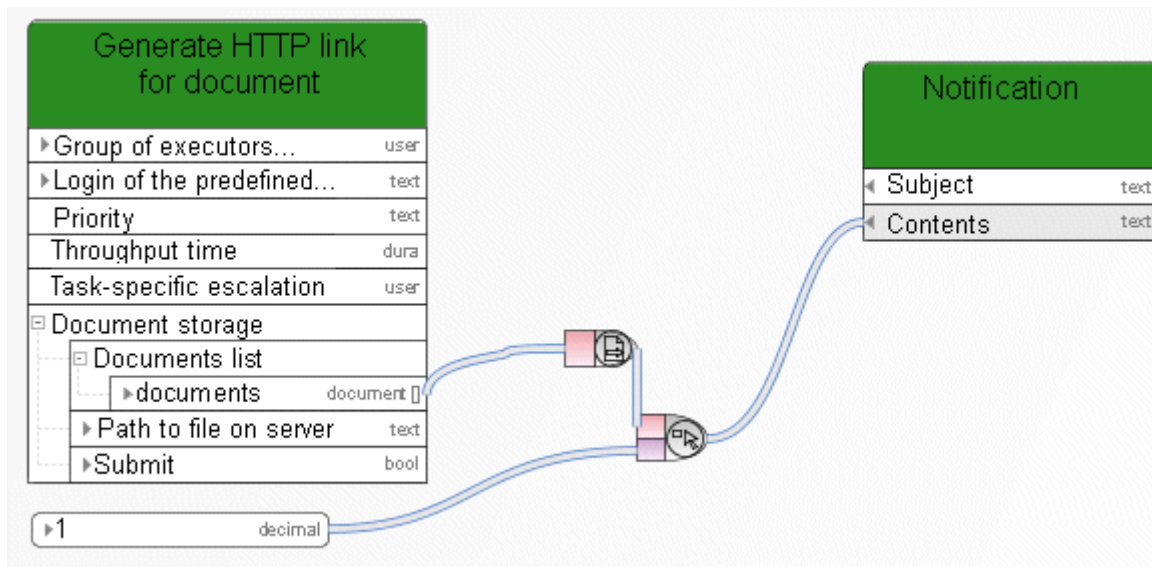 Generate HTTP link
for document
Group of executors... user
Login of the predefined... text
Priority text
Throughput time dura
Task-specific escalation user
Document storage
Documents list
documents document []
Path to file on server text
Submit bool
1 decimal
Notification
Subject text
Contents text